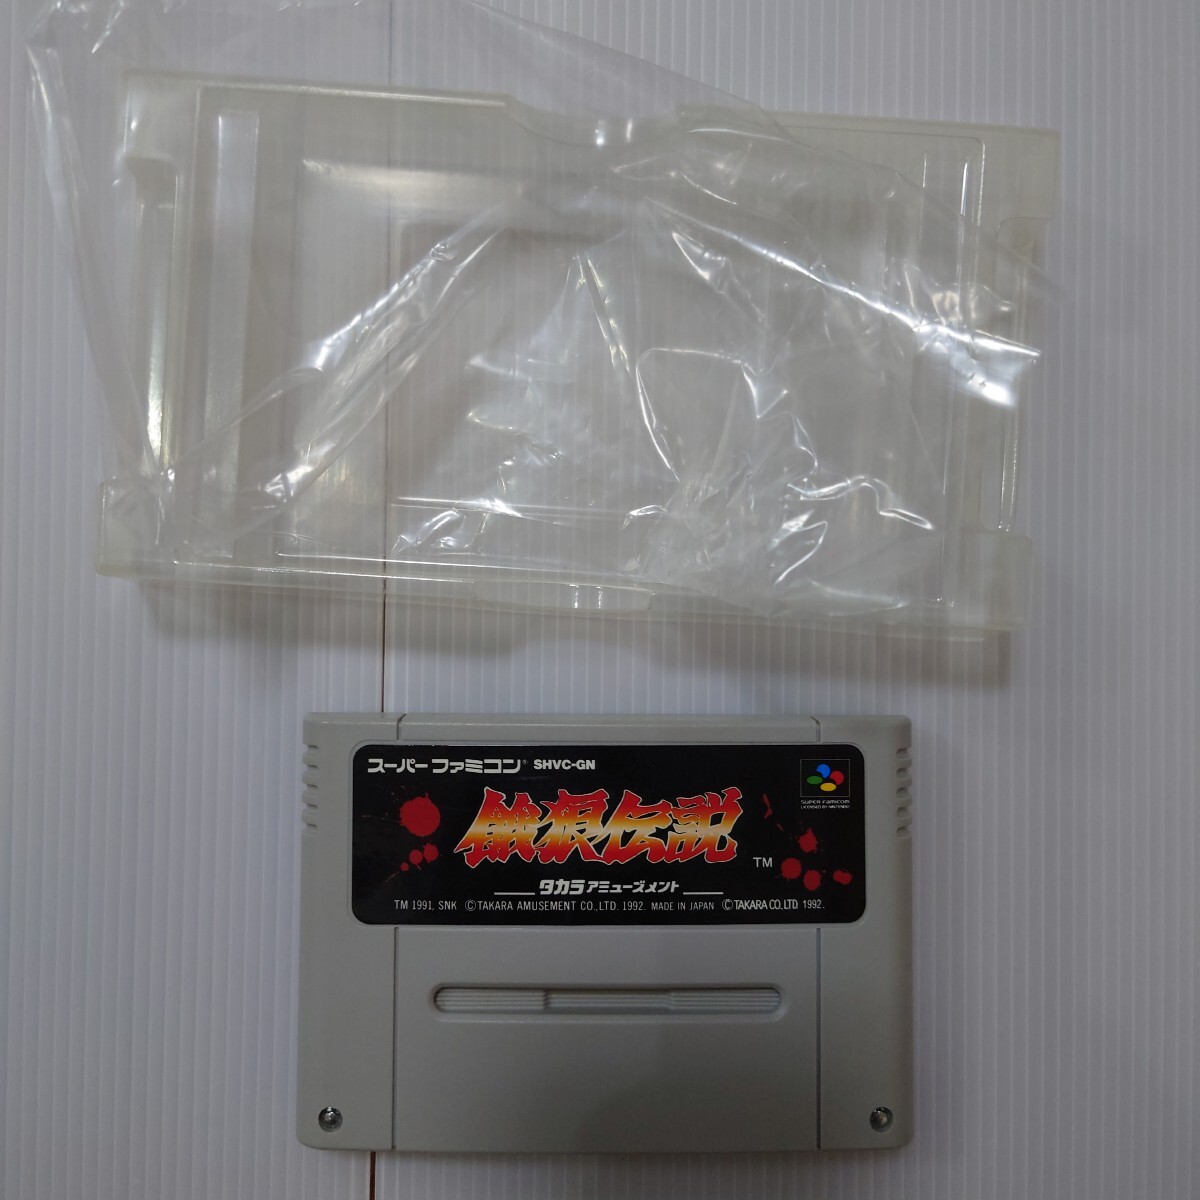 スーパーファミコン® SHVC-GN
SUPER FAMICOM
LICENSED BY NINTENDO
餓狼伝説
TM
タカラアミューズメント
TM 1991, SNK ©TAKARA AMUSEMENT CO.,LTD. 1992. MADE IN JAPAN ©TAKARA CO.,LTD. 1992.